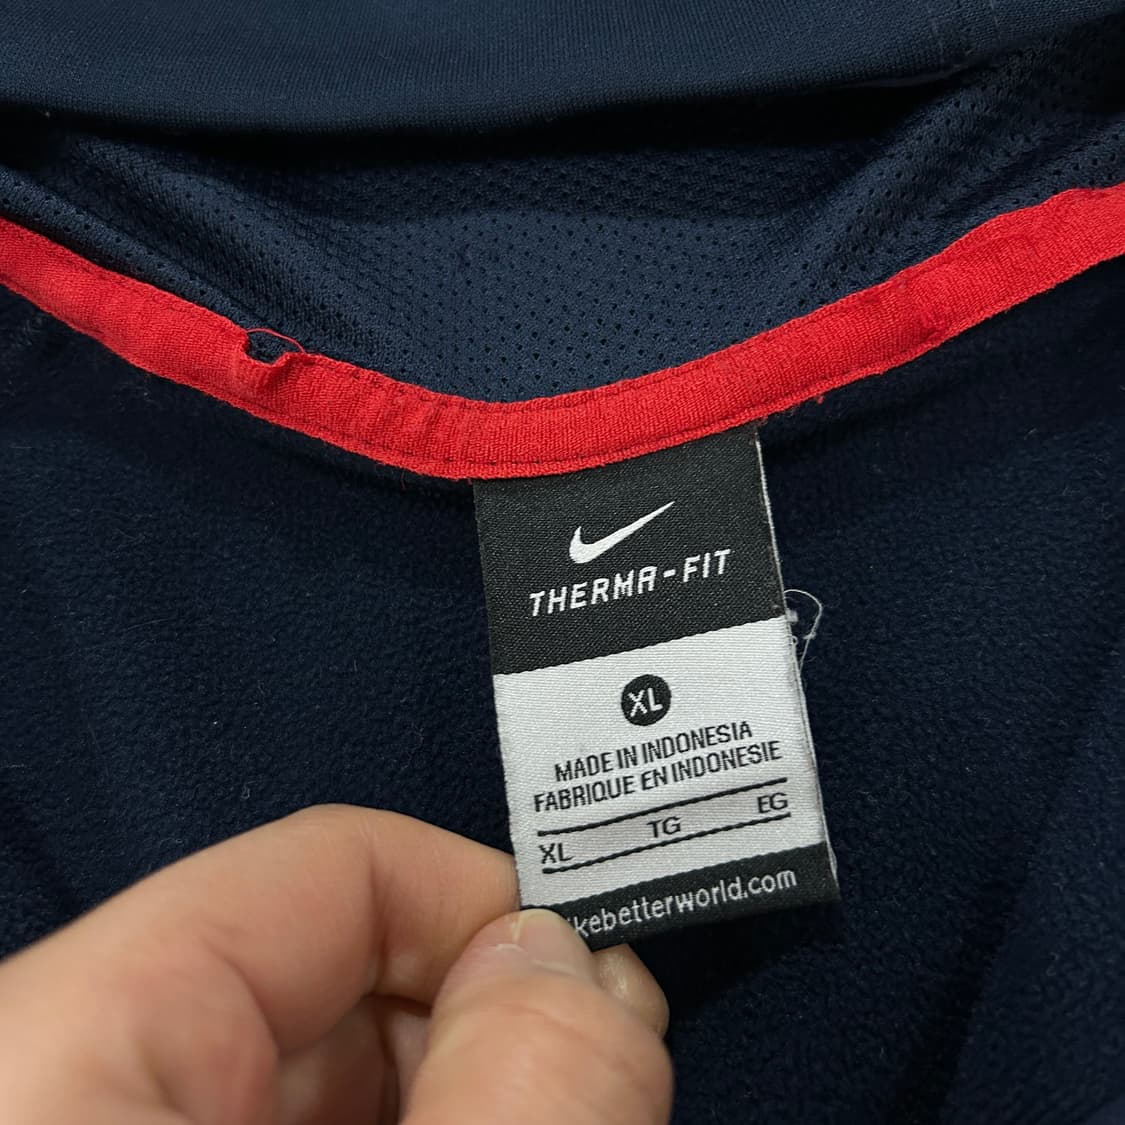 THERMA-FIT
XL
MADE IN INDONESIA
FABRIQUE EN INDONESIE
XL TG EG
kebetterworld.com